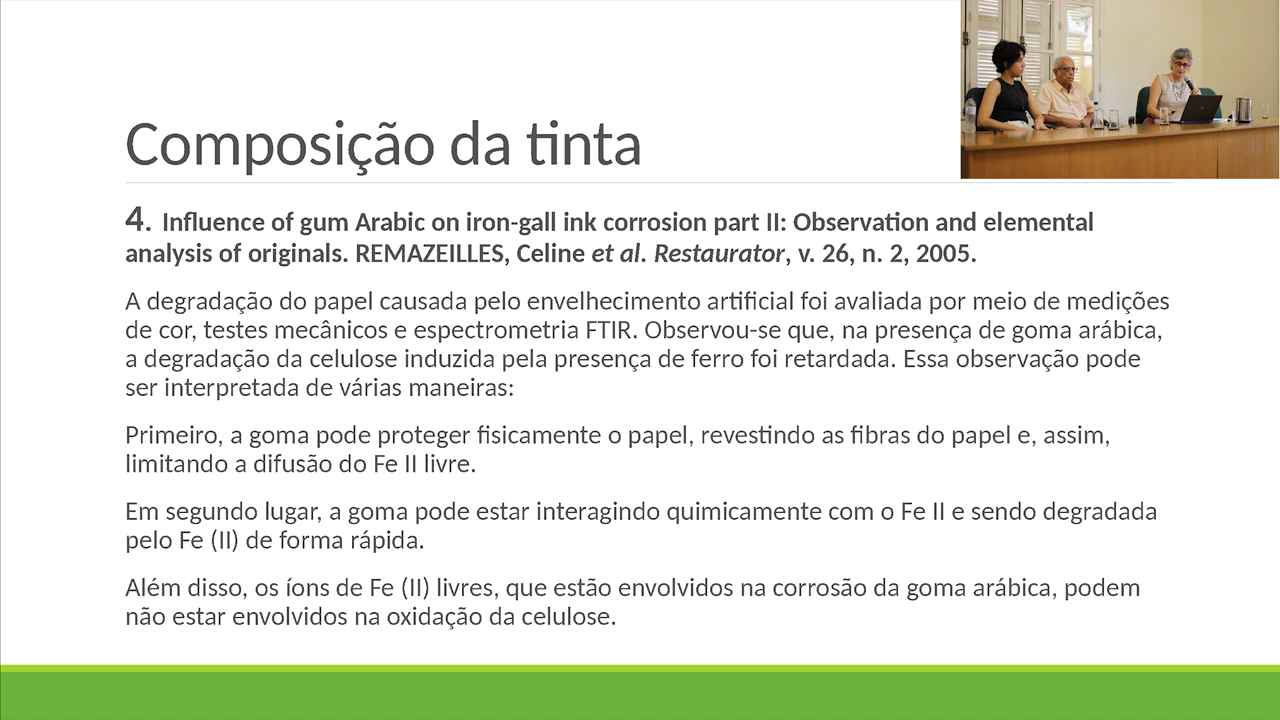 Composição da tinta
4. Influence of gum Arabic on iron-gall ink corrosion part II: Observation and elemental
analysis of originals. REMAZEILLES, Celine et al. Restaurator, v. 26, n. 2, 2005.
A degradação do papel causada pelo envelhecimento artificial foi avaliada por meio de medições
de cor, testes mecânicos e espectrometria FTIR. Observou-se que, na presença de goma arábica,
a degradação da celulose induzida pela presença de ferro foi retardada. Essa observação pode
ser interpretada de várias maneiras:
Primeiro, a goma pode proteger fisicamente o papel, revestindo as fibras do papel e, assim,
limitando a difusão do Fe II livre.
Em segundo lugar, a goma pode estar interagindo quimicamente com o Fe II e sendo degradada
pelo Fe (II) de forma rápida.
Além disso, os íons de Fe (II) livres, que estão envolvidos na corrosão da goma arábica, podem
não estar envolvidos na oxidação da celulose.